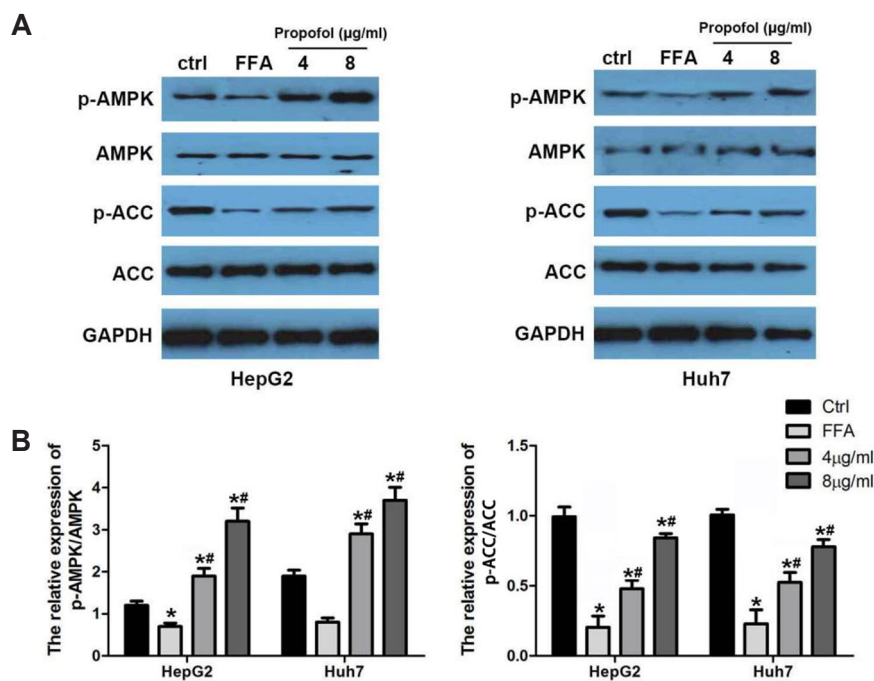 A
Propofol (µg/ml)
ctrl FFA 4 8
p-AMPK
AMPK
p-ACC
ACC
GAPDH
HepG2
Propofol (µg/ml)
ctrl FFA 4 8
p-AMPK
AMPK
p-ACC
ACC
GAPDH
Huh7
B
The relative expression of
p-AMPK/AMPK
5
4
3
2
1
0
*
*#
*#
*#
*#
HepG2 Huh7
The relative expression of
p-ACC/ACC
1.5
1.0
0.5
0.0
*
*#
*#
*
*#
*#
HepG2 Huh7
Ctrl
FFA
4µg/ml
8µg/ml